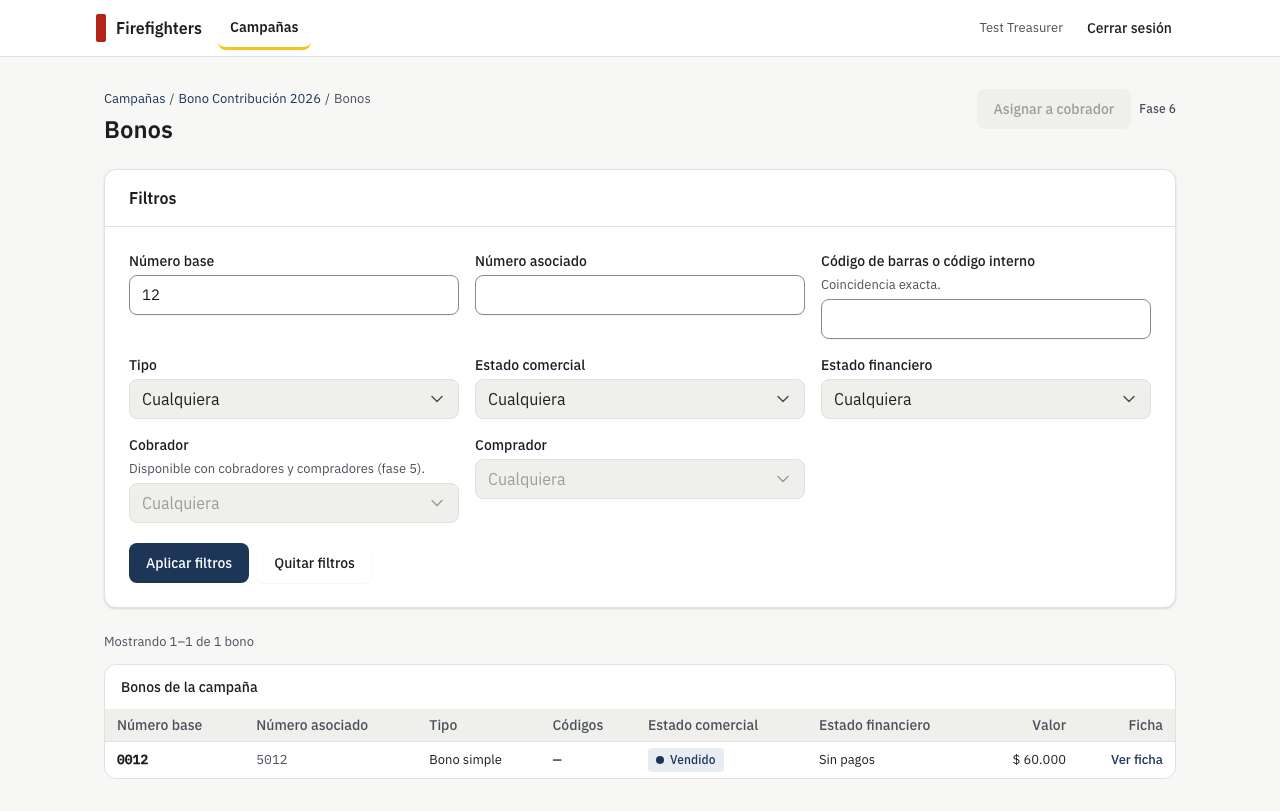 Firefighters Campañas Test Treasurer Cerrar sesión
Campañas / Bono Contribución 2026 / Bonos
Bonos
Asignar a cobrador Fase 6
Filtros
Número base Número asociado Código de barras o código interno
Coincidencia exacta.
12
Tipo Estado comercial Estado financiero
Cualquiera Cualquiera Cualquiera
Cobrador Comprador
Disponible con cobradores y compradores (fase 5).
Cualquiera Cualquiera
Aplicar filtros Quitar filtros
Mostrando 1–1 de 1 bono
Bonos de la campaña
Número base Número asociado Tipo Códigos Estado comercial Estado financiero Valor Ficha
0012 5012 Bono simple — Vendido Sin pagos $ 60.000 Ver ficha